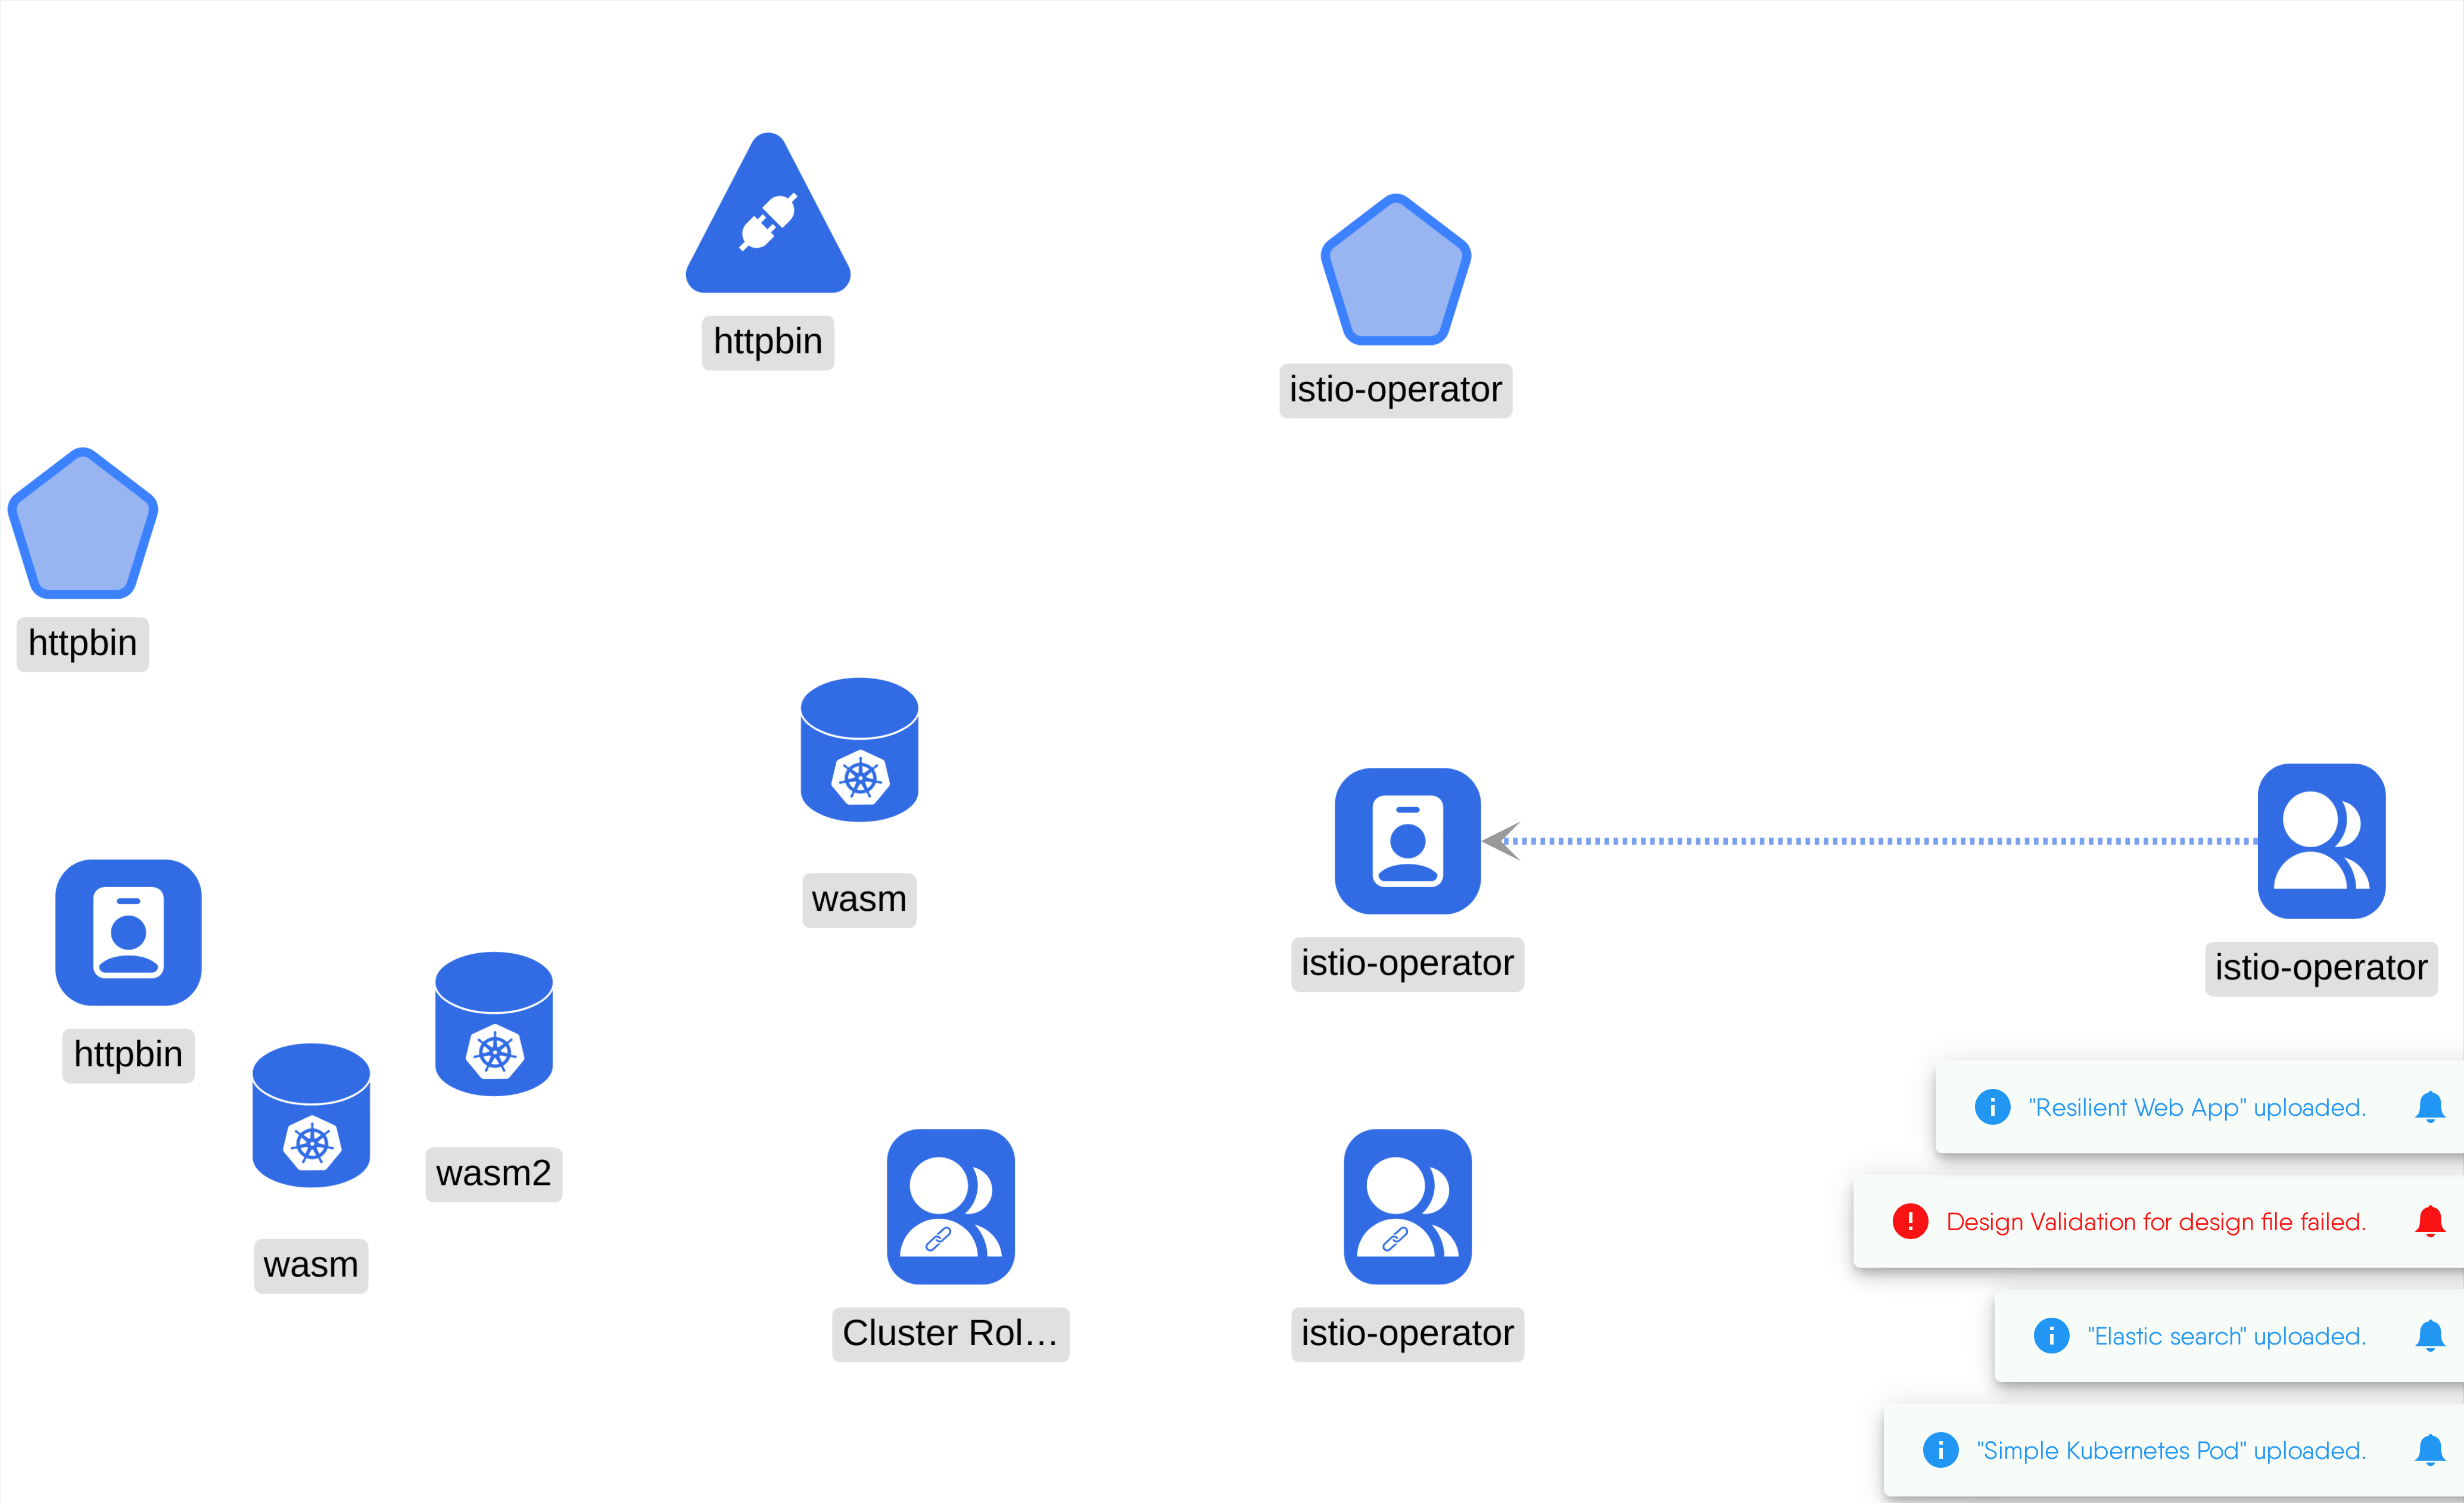 httpbin
istio-operator
httpbin
wasm
istio-operator
istio-operator
httpbin
wasm2
wasm
Cluster Rol...
istio-operator
"Resilient Web App" uploaded.
Design Validation for design file failed.
"Elastic search" uploaded.
"Simple Kubernetes Pod" uploaded.